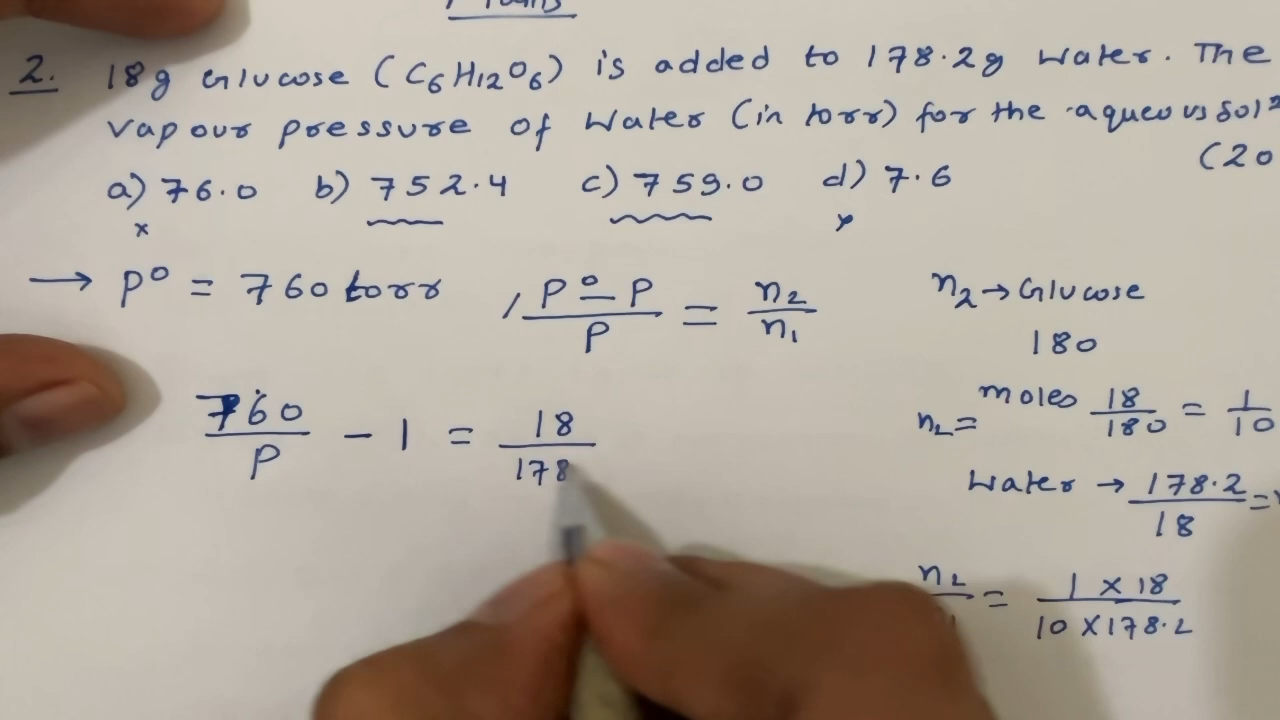 2. 18g Glucose (C6H12O6) is added to 178.2g water. The
vapour pressure of water (in torr) for the aqueous sol
(20
a) 76.0 b) 752.4 c) 759.0 d) 7.6
x x
→ P° = 760 torr
P° - P / P = n2 / n1
n2 → Glucose
180
760 / P - 1 = 18 / 178
n2 = moles 18 / 180 = 1 / 10
water → 178.2 / 18 =
n2 / = 1 × 18 / 10 × 178.2